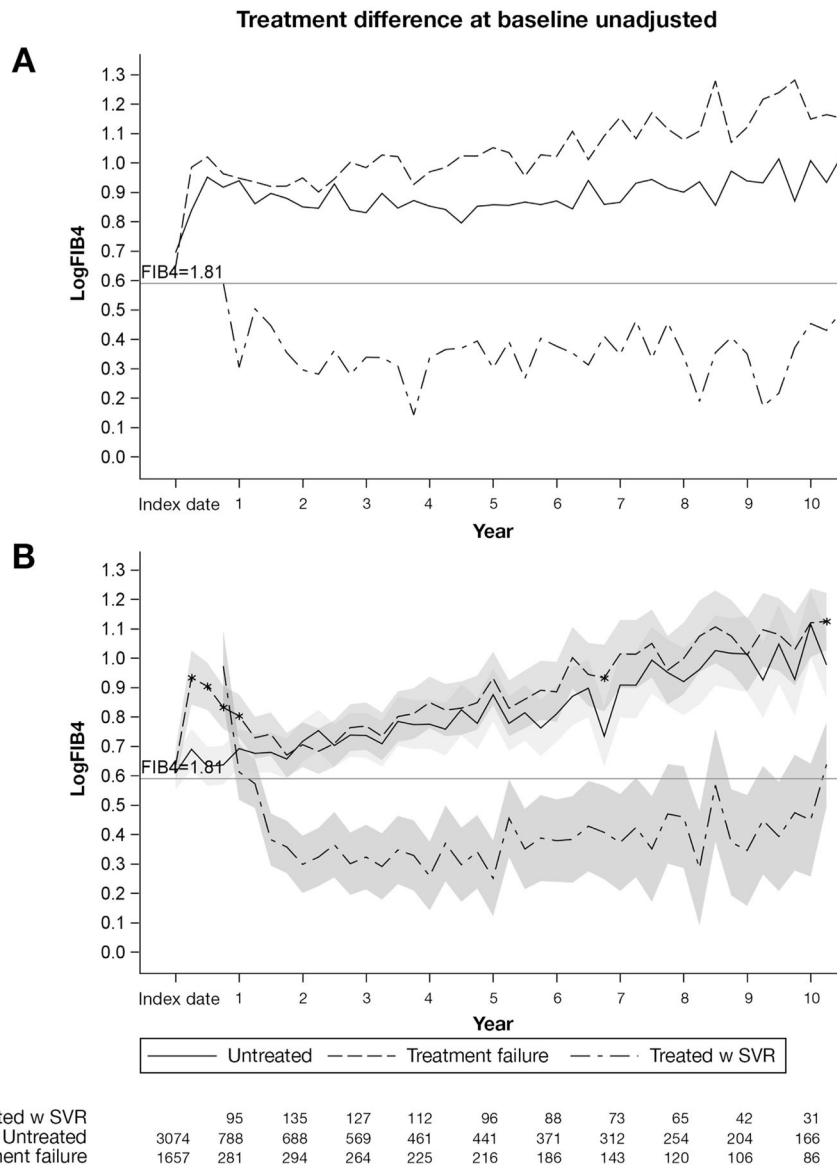 Treatment difference at baseline unadjusted
A
1.3
1.2
1.1
1.0
0.9
0.8
0.7
0.6
0.5
0.4
0.3
0.2
0.1
0.0
LogFIB4
FIB4=1.81
Index date 1 2 3 4 5 6 7 8 9 10
Year
B
1.3
1.2
1.1
1.0
0.9
0.8
0.7
0.6
0.5
0.4
0.3
0.2
0.1
0.0
LogFIB4
FIB4=1.81
Index date 1 2 3 4 5 6 7 8 9 10
Year
Untreated Treatment failure Treated w SVR
ted w SVR 95 135 127 112 96 88 73 65 42 31
Untreated 3074 788 688 569 461 441 371 312 254 204 166
ment failure 1657 281 294 264 225 216 186 143 120 106 86